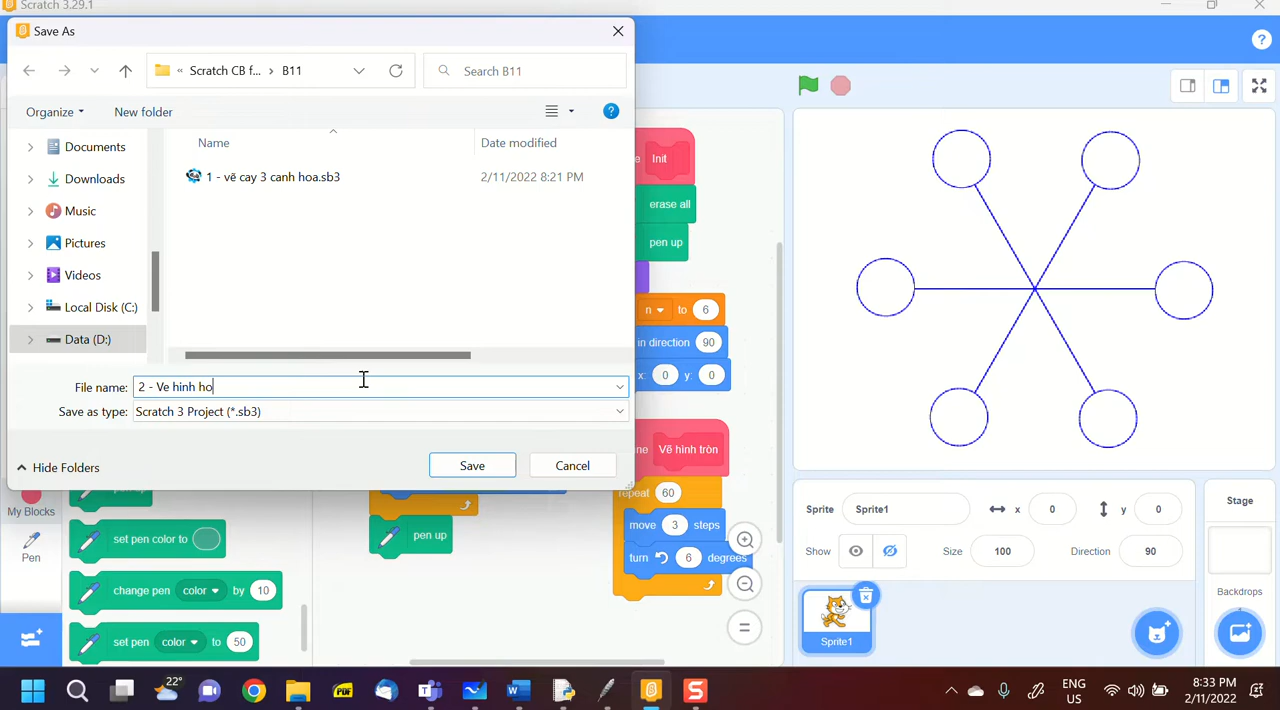 Scratch 3.29.1
Save As
« Scratch CB f... › B11
Search B11
Organize
New folder
Name
Date modified
Documents
Downloads
Music
Pictures
Videos
Local Disk (C:)
Data (D:)
1 - vẽ cay 3 canh hoa.sb3
2/11/2022 8:21 PM
File name:
2 - Ve hinh ho
Save as type:
Scratch 3 Project (*.sb3)
Hide Folders
Save
Cancel
Init
erase all
pen up
n to 6
in direction 90
x: 0 y: 0
ne Vẽ hình tròn
repeat 60
move 3 steps
turn 6 degrees
pen up
My Blocks
Pen
set pen color to
change pen color by 10
set pen color to 50
Sprite
Sprite1
x 0
y 0
Show
Size 100
Direction 90
Sprite1
Stage
Backdrops
22°
PDF
ENG
US
8:33 PM
2/11/2022